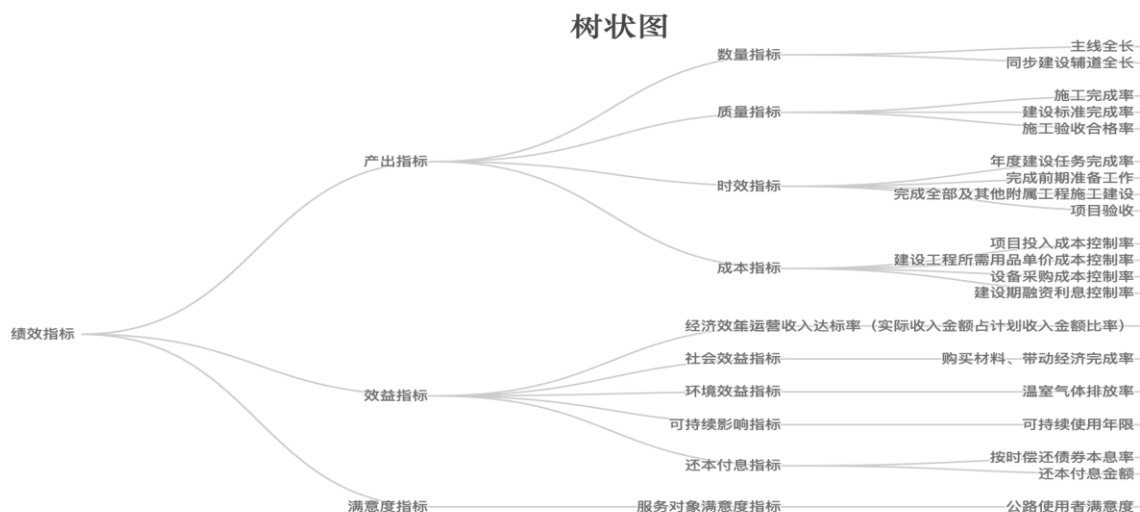 树状图
绩效指标
产出指标
数量指标
主线全长
同步建设辅道全长
质量指标
施工完成率
建设标准完成率
施工验收合格率
时效指标
年度建设任务完成率
完成前期准备工作
完成全部及其他附属工程施工建设
项目验收
成本指标
项目投入成本控制率
建设工程所需用品单价成本控制率
设备采购成本控制率
建设期融资利息控制率
效益指标
经济效年运营收入达标率（实际收入金额占计划收入金额比率）
社会效益指标
购买材料、带动经济完成率
环境效益指标
温室气体排放率
可持续影响指标
可持续使用年限
还本付息指标
按时偿还债券本息率
还本付息金额
满意度指标
服务对象满意度指标
公路使用者满意度